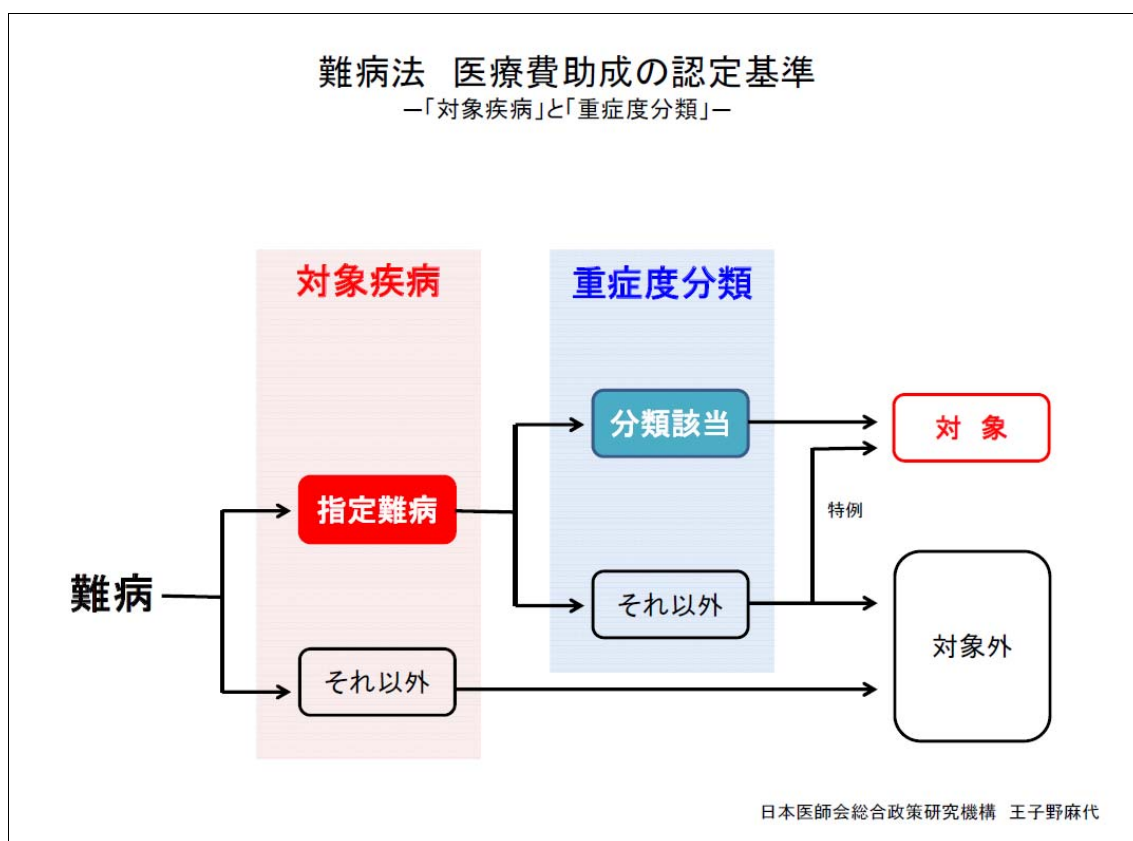 難病法　医療費助成の認定基準
－「対象疾病」と「重症度分類」－
対象疾病
重症度分類
分類該当
対　象
指定難病
特例
難病
それ以外
それ以外
対象外
日本医師会総合政策研究機構　王子野麻代